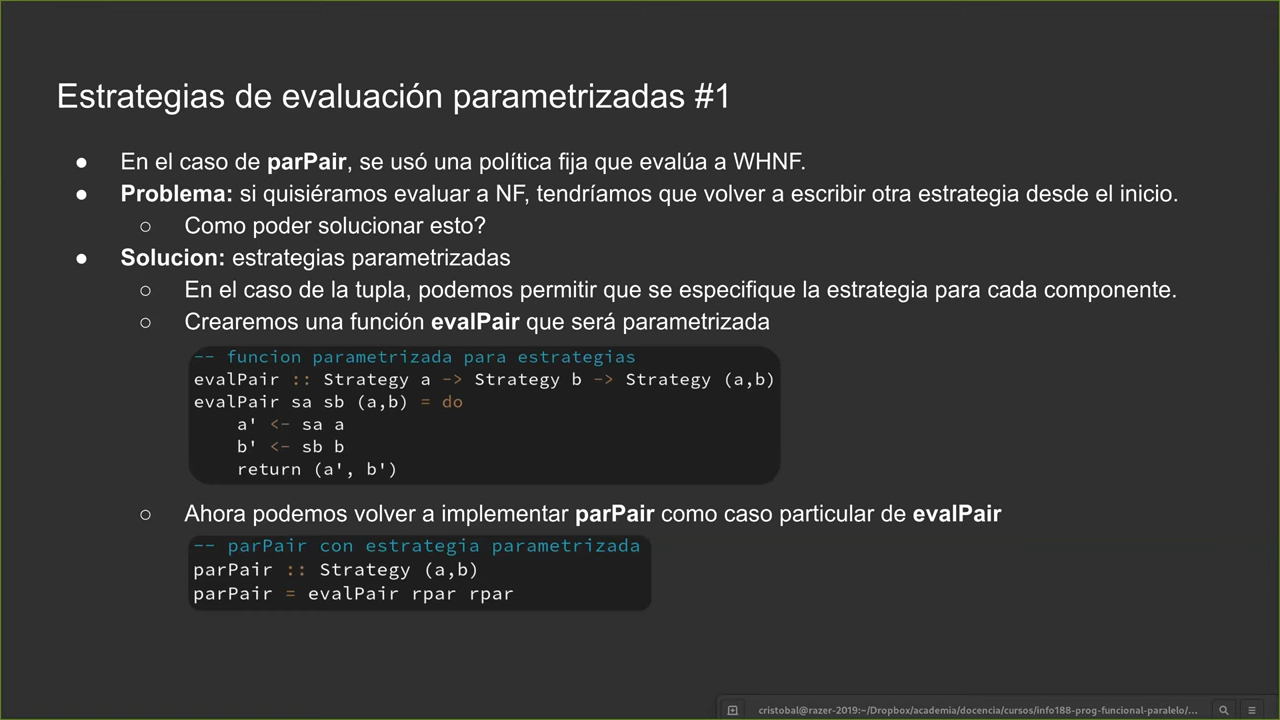 Estrategias de evaluación parametrizadas #1
● En el caso de parPair, se usó una política fija que evalúa a WHNF.
● Problema: si quisiéramos evaluar a NF, tendríamos que volver a escribir otra estrategia desde el inicio.
○ Como poder solucionar esto?
● Solucion: estrategias parametrizadas
○ En el caso de la tupla, podemos permitir que se especifique la estrategia para cada componente.
○ Crearemos una función evalPair que será parametrizada
-- funcion parametrizada para estrategias
evalPair :: Strategy a -> Strategy b -> Strategy (a,b)
evalPair sa sb (a,b) = do
    a' <- sa a
    b' <- sb b
    return (a', b')
○ Ahora podemos volver a implementar parPair como caso particular de evalPair
-- parPair con estrategia parametrizada
parPair :: Strategy (a,b)
parPair = evalPair rpar rpar
cristobal@razer-2019:~/Dropbox/academia/docencia/cursos/info188-prog-funcional-paralelo/...